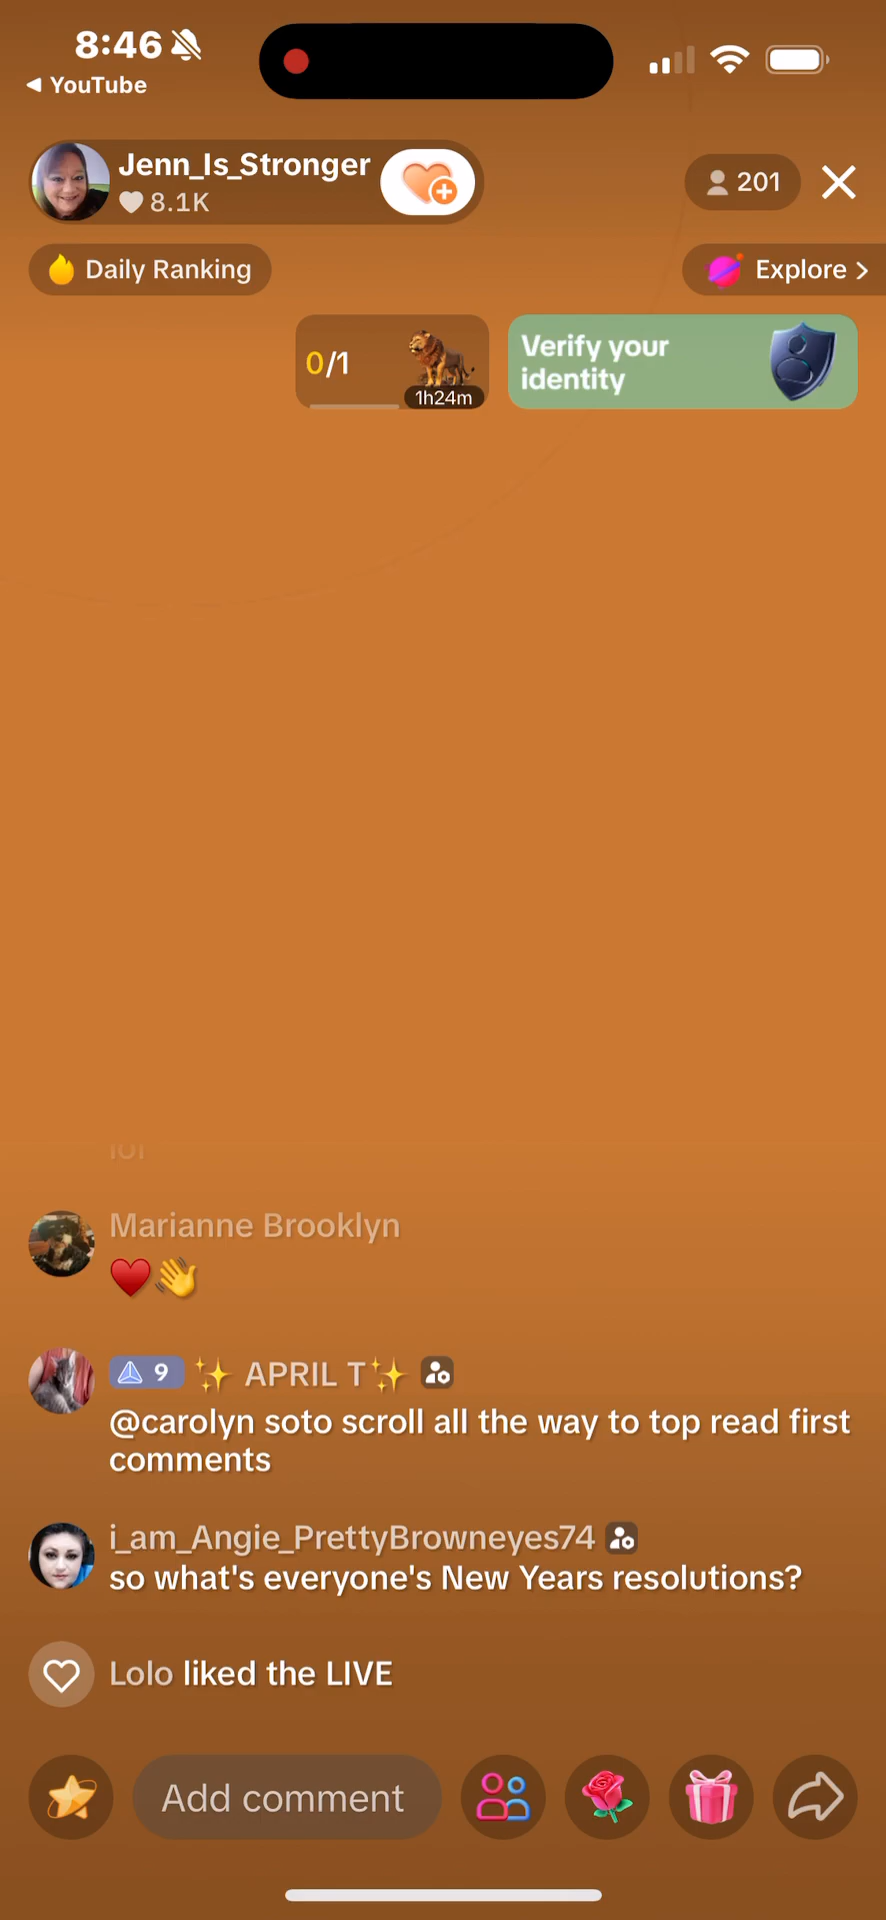 8:46
◀ YouTube
Jenn_Is_Stronger
8.1K
201
Daily Ranking
Explore >
0/1
1h24m
Verify your
identity
lol
Marianne Brooklyn
♥️👋
9 ✨ APRIL T✨
@carolyn soto scroll all the way to top read first
comments
i_am_Angie_PrettyBrowneyes74
so what's everyone's New Years resolutions?
Lolo liked the LIVE
Add comment